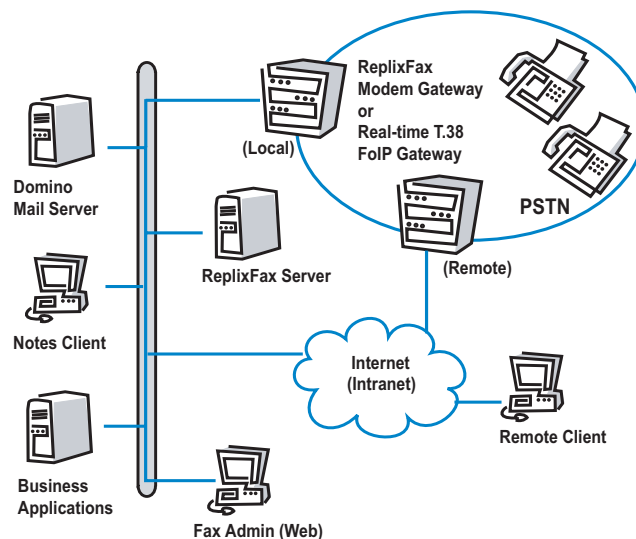 ReplixFax
Modem Gateway
or
Real-time T.38
FoIP Gateway
(Local)
PSTN
Domino
Mail Server
(Remote)
ReplixFax Server
Notes Client
Internet
(Intranet)
Remote Client
Business
Applications
Fax Admin (Web)